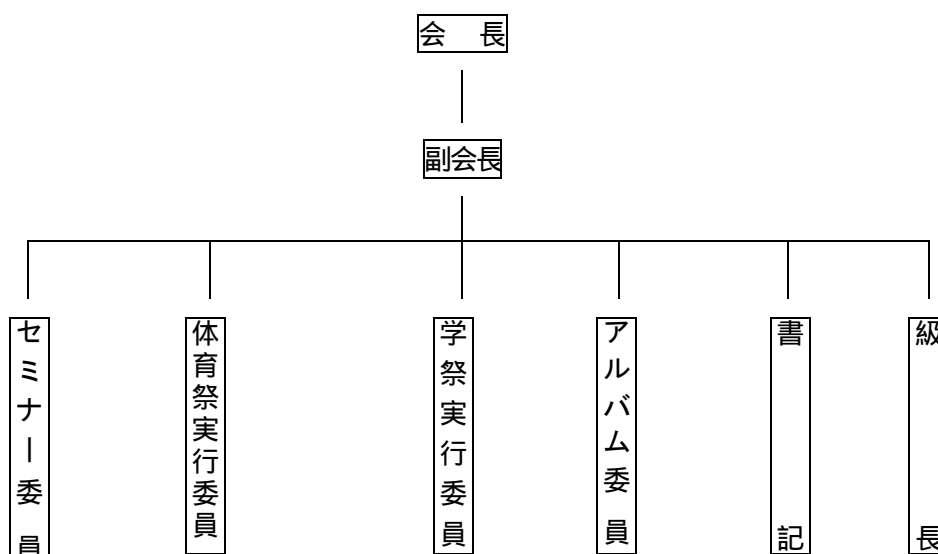 会　長
副会長
セミナー委員
体育祭実行委員
学祭実行委員
アルバム委員
書記
級長